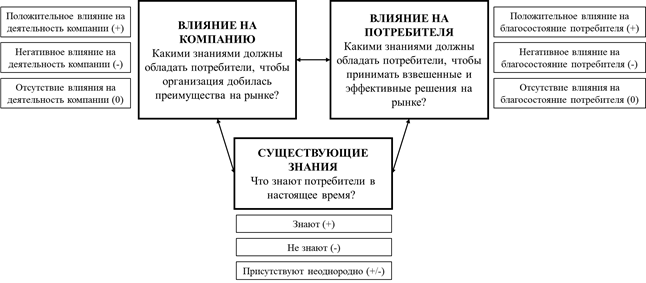 Положительное влияние на
деятельность компании (+)
Негативное влияние на
деятельность компании (-)
Отсутствие влияния на
деятельность компании (0)
ВЛИЯНИЕ НА
КОМПАНИЮ
Какими знаниями должны
обладать потребители, чтобы
организация добилась
преимущества на рынке?
ВЛИЯНИЕ НА
ПОТРЕБИТЕЛЯ
Какими знаниями должны
обладать потребители, чтобы
принимать взвешенные и
эффективные решения на
рынке?
Положительное влияние на
благосостояние потребителя (+)
Негативное влияние на
благосостояние потребителя (-)
Отсутствие влияния на
благосостояние потребителя (0)
СУЩЕСТВУЮЩИЕ
ЗНАНИЯ
Что знают потребители в
настоящее время?
Знают (+)
Не знают (-)
Присутствуют неоднородно (+/-)